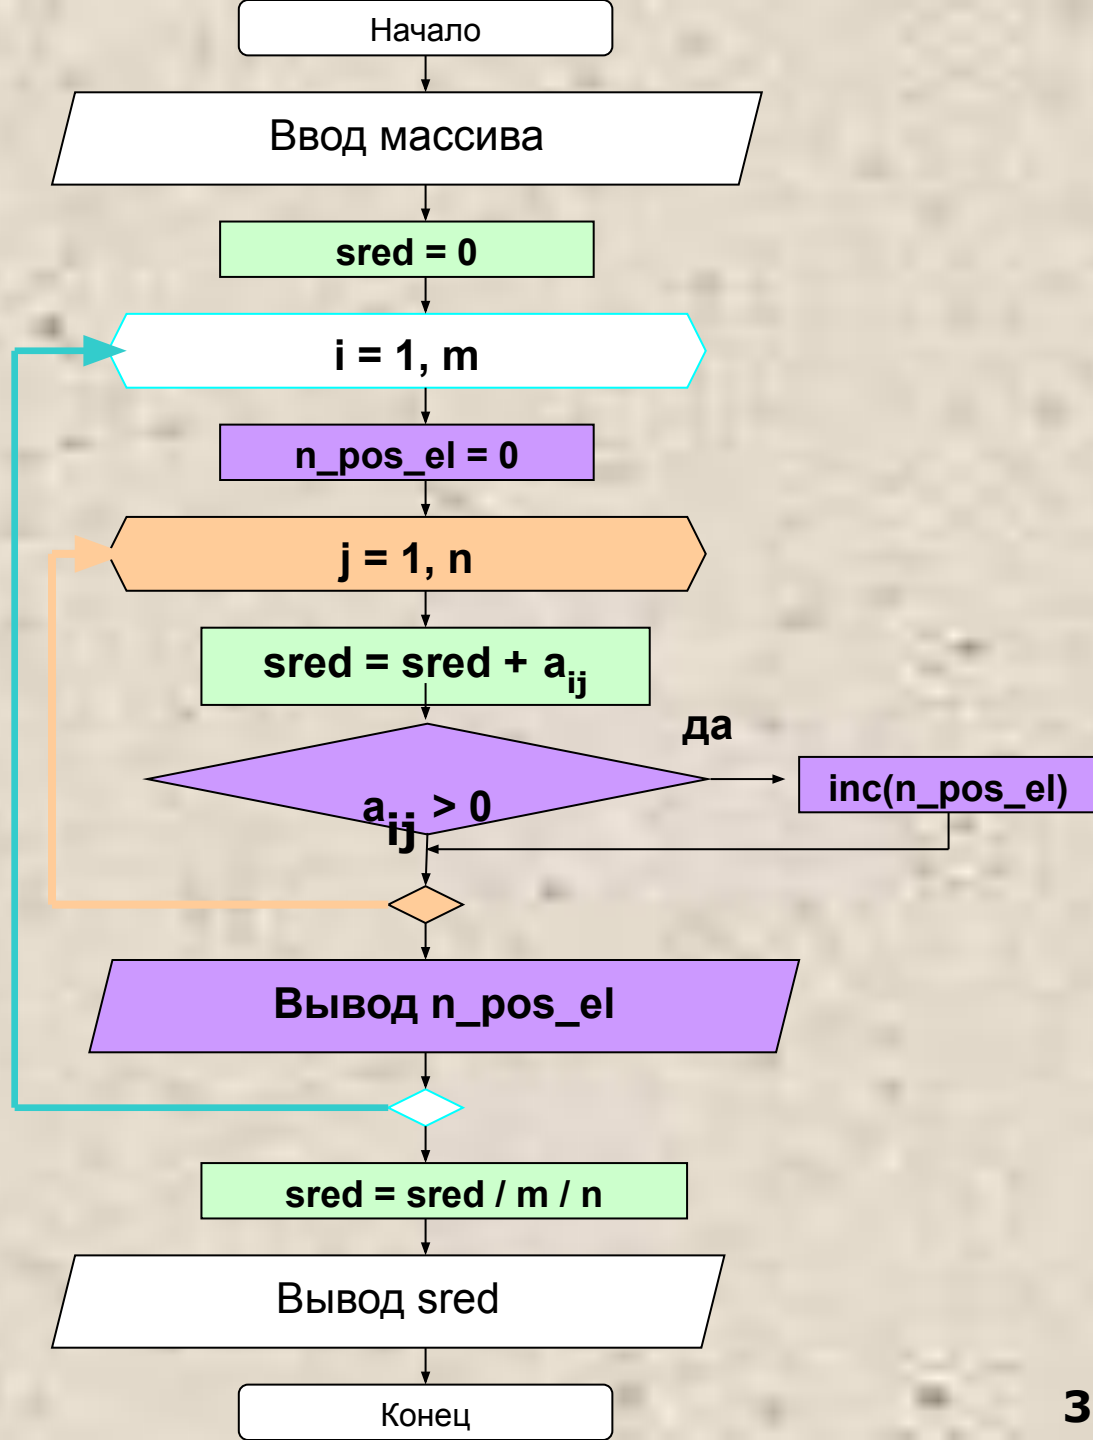 Начало
Ввод массива
sred = 0
i = 1, m
n_pos_el = 0
j = 1, n
sred = sred + aij
да
aij > 0
inc(n_pos_el)
Вывод n_pos_el
sred = sred / m / n
Вывод sred
Конец
3